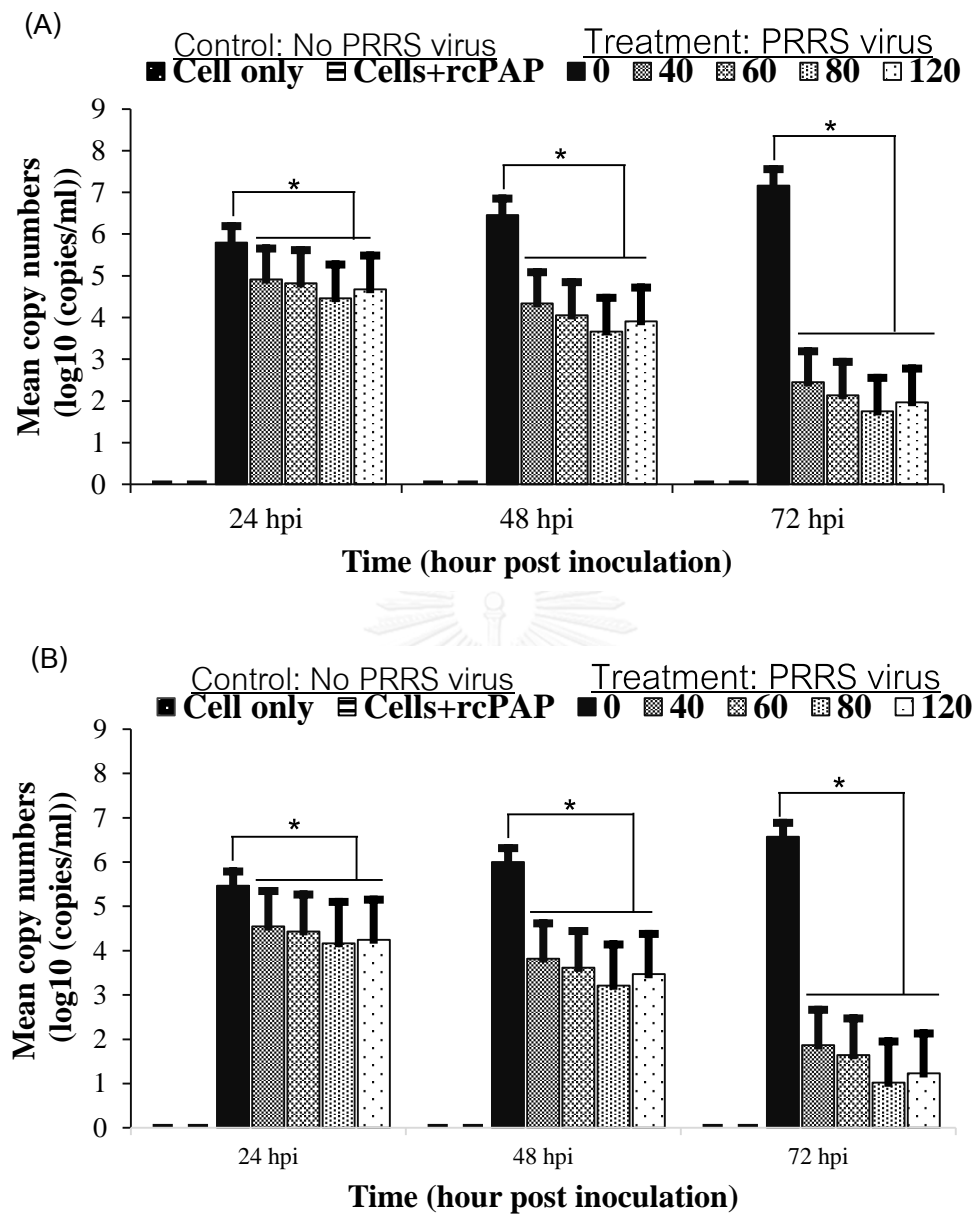 (A)
Control: No PRRS virus Treatment: PRRS virus
Cell only Cells+rcPAP 0 40 60 80 120
9
8
7
6
5
4
3
2
1
0
Mean copy numbers
(log10 (copies/ml))
*
*
*
24 hpi 48 hpi 72 hpi
Time (hour post inoculation)
(B)
Control: No PRRS virus Treatment: PRRS virus
Cell only Cells+rcPAP 0 40 60 80 120
9
8
7
6
5
4
3
2
1
0
Mean copy numbers
(log10 (copies/ml))
*
*
*
24 hpi 48 hpi 72 hpi
Time (hour post inoculation)